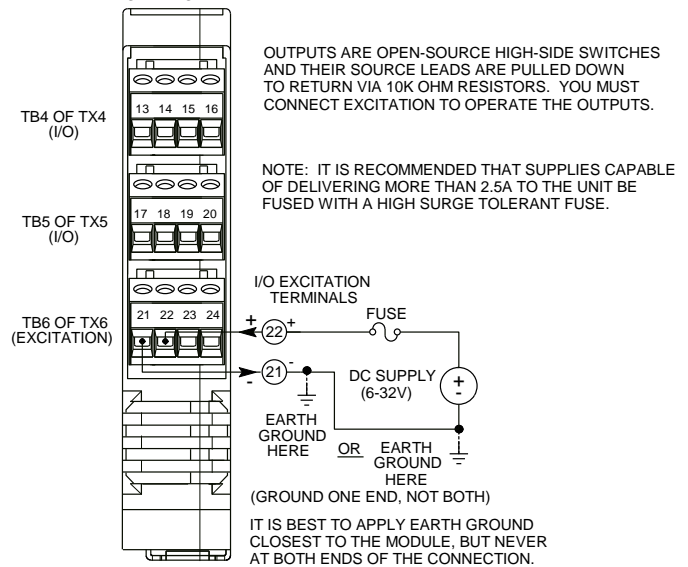 OUTPUTS ARE OPEN-SOURCE HIGH-SIDE SWITCHES
AND THEIR SOURCE LEADS ARE PULLED DOWN
TO RETURN VIA 10K OHM RESISTORS. YOU MUST
CONNECT EXCITATION TO OPERATE THE OUTPUTS.
13 14 15 16
TB4 OF TX4
(I/O)
NOTE: IT IS RECOMMENDED THAT SUPPLIES CAPABLE
OF DELIVERING MORE THAN 2.5A TO THE UNIT BE
FUSED WITH A HIGH SURGE TOLERANT FUSE.
17 18 19 20
TB5 OF TX5
(I/O)
I/O EXCITATION
TERMINALS
FUSE
21 22 23 24
TB6 OF TX6
(EXCITATION)
+ 22 +
- 21 -
DC SUPPLY
(6-32V)
+
-
EARTH
GROUND
HERE
OR
EARTH
GROUND
HERE
(GROUND ONE END, NOT BOTH)
IT IS BEST TO APPLY EARTH GROUND
CLOSEST TO THE MODULE, BUT NEVER
AT BOTH ENDS OF THE CONNECTION.